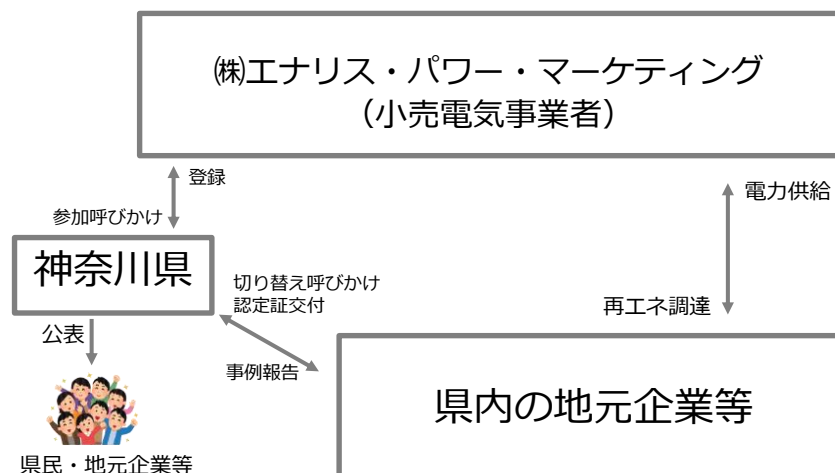 ㈱エナリス・パワー・マーケティング
（小売電気事業者）
登録
電力供給
参加呼びかけ
神奈川県
切り替え呼びかけ
認定証交付
再エネ調達
公表
事例報告
県内の地元企業等
県民・地元企業等